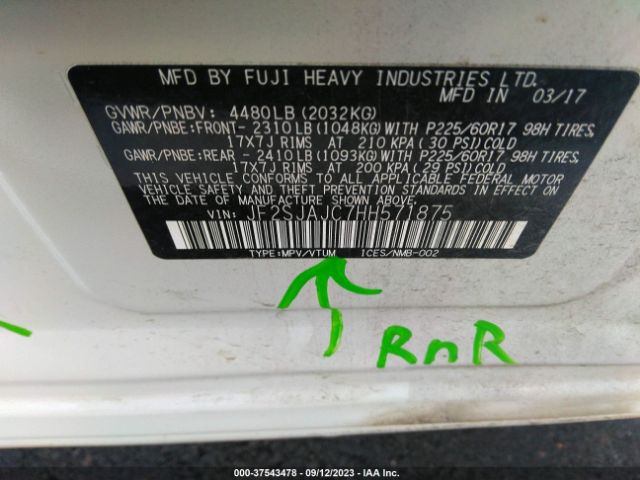 MFD BY FUJI HEAVY INDUSTRIES LTD.
MFD IN 03/17
GVWR/PNBV: 4480LB (2032KG)
GAWR/PNBE:FRONT- 2310LB(1048KG)WITH P225/60R17 98H TIRES,
17X7J RIMS AT 210 KPA (30 PSI)COLD
GAWR/PNBE:REAR - 2410LB(1093KG)WITH P225/60R17 98H TIRES,
17X7J RIMS AT 200 KPA (29 PSI)COLD
THIS VEHICLE CONFORMS TO ALL APPLICABLE FEDERAL MOTOR
VEHICLE SAFETY AND THEFT PREVENTION STANDARDS IN EFFECT ON
THE DATE OF MANUFACTURE SHOWN ABOVE.
VIN: JF2SJAJC7HH571875
TYPE:MPV/VTUM ICES/NMB-002
RnR
000-37543478 - 09/12/2023 - IAA Inc.